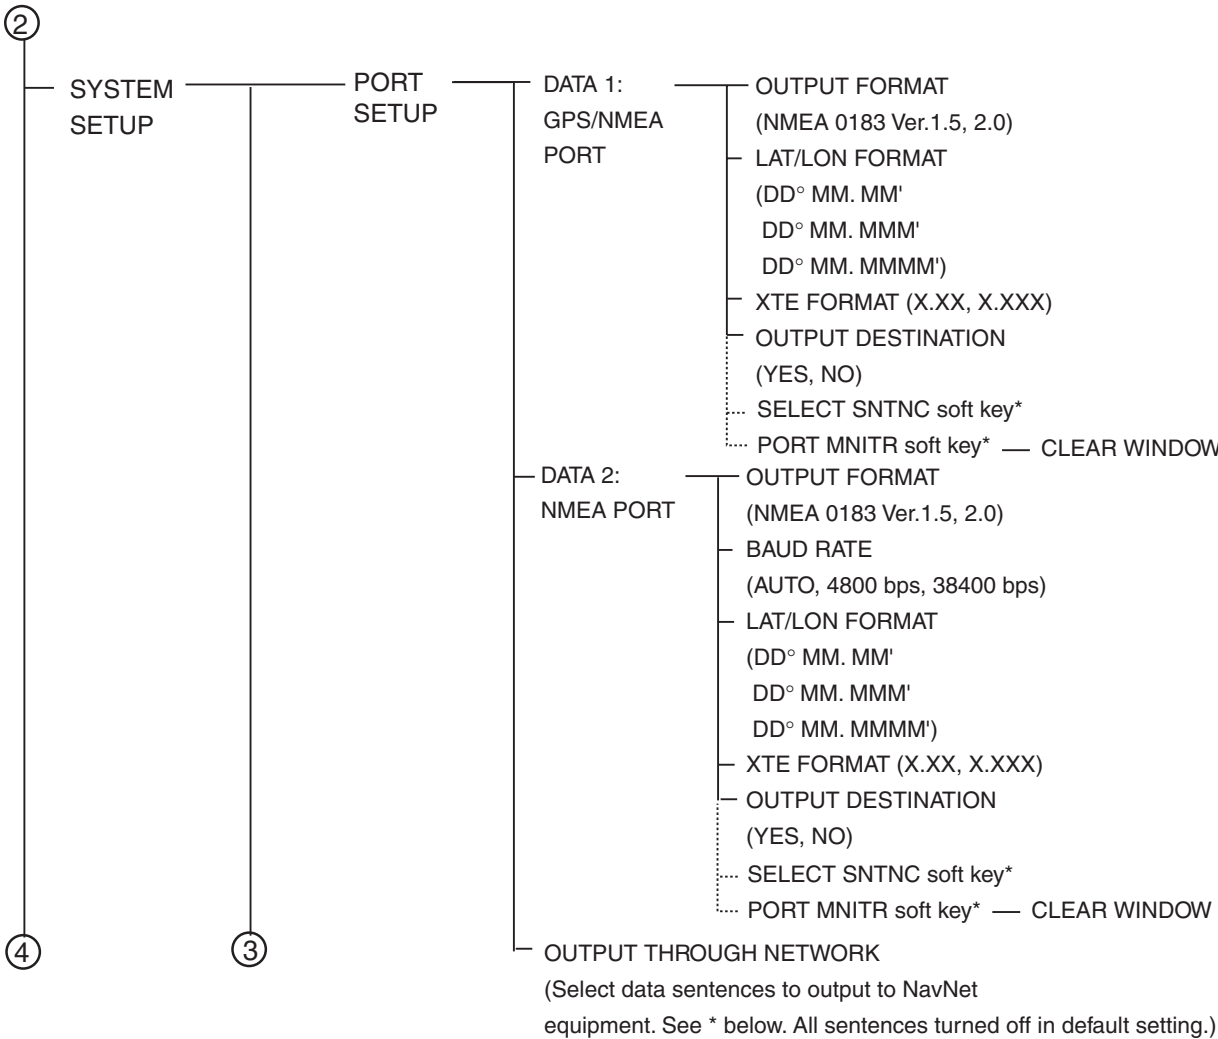 2
SYSTEM
SETUP
PORT
SETUP
DATA 1:
GPS/NMEA
PORT
OUTPUT FORMAT
(NMEA 0183 Ver.1.5, 2.0)
LAT/LON FORMAT
(DD° MM. MM'
DD° MM. MMM'
DD° MM. MMMM')
XTE FORMAT (X.XX, X.XXX)
OUTPUT DESTINATION
(YES, NO)
SELECT SNTNC soft key*
PORT MNITR soft key* — CLEAR WINDOW
DATA 2:
NMEA PORT
OUTPUT FORMAT
(NMEA 0183 Ver.1.5, 2.0)
BAUD RATE
(AUTO, 4800 bps, 38400 bps)
LAT/LON FORMAT
(DD° MM. MM'
DD° MM. MMM'
DD° MM. MMMM')
XTE FORMAT (X.XX, X.XXX)
OUTPUT DESTINATION
(YES, NO)
SELECT SNTNC soft key*
PORT MNITR soft key* — CLEAR WINDOW
4
3
OUTPUT THROUGH NETWORK
(Select data sentences to output to NavNet
equipment. See * below. All sentences turned off in default setting.)